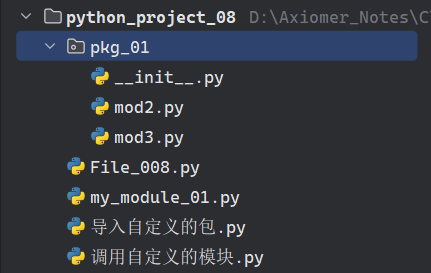 python_project_08 D:\Axiomer_Notes\C
pkg_01
__init__.py
mod2.py
mod3.py
File_008.py
my_module_01.py
导入自定义的包.py
调用自定义的模块.py